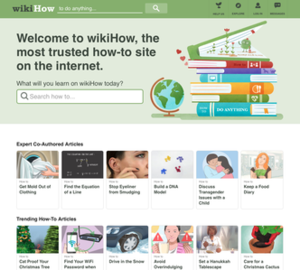 wikiHow to do anything...
Welcome to wikiHow,
the most trusted how-to site
on the internet.
What will you learn on wikiHow today?
Search how to...
DO ANYTHING
Expert Co-Authored Articles
How to
Get Mold Out of
Clothing
How to
Find the Equation
of a Line
How to
Stop Eyeliner from
Smudging
How to
Build a DNA
Model
How to
Discuss
Transgender
Issues with a
Child
How to
Keep a Food
Diary
Trending How-To Articles
How to
Cat Proof Your
Christmas Tree
How to
Find Your WiFi
Password when
How to
Drive in the Snow
How to
Avoid
Overindulging
How to
Set a Hanukkah
Tablescape
How to
Care for a
Christmas Cactus